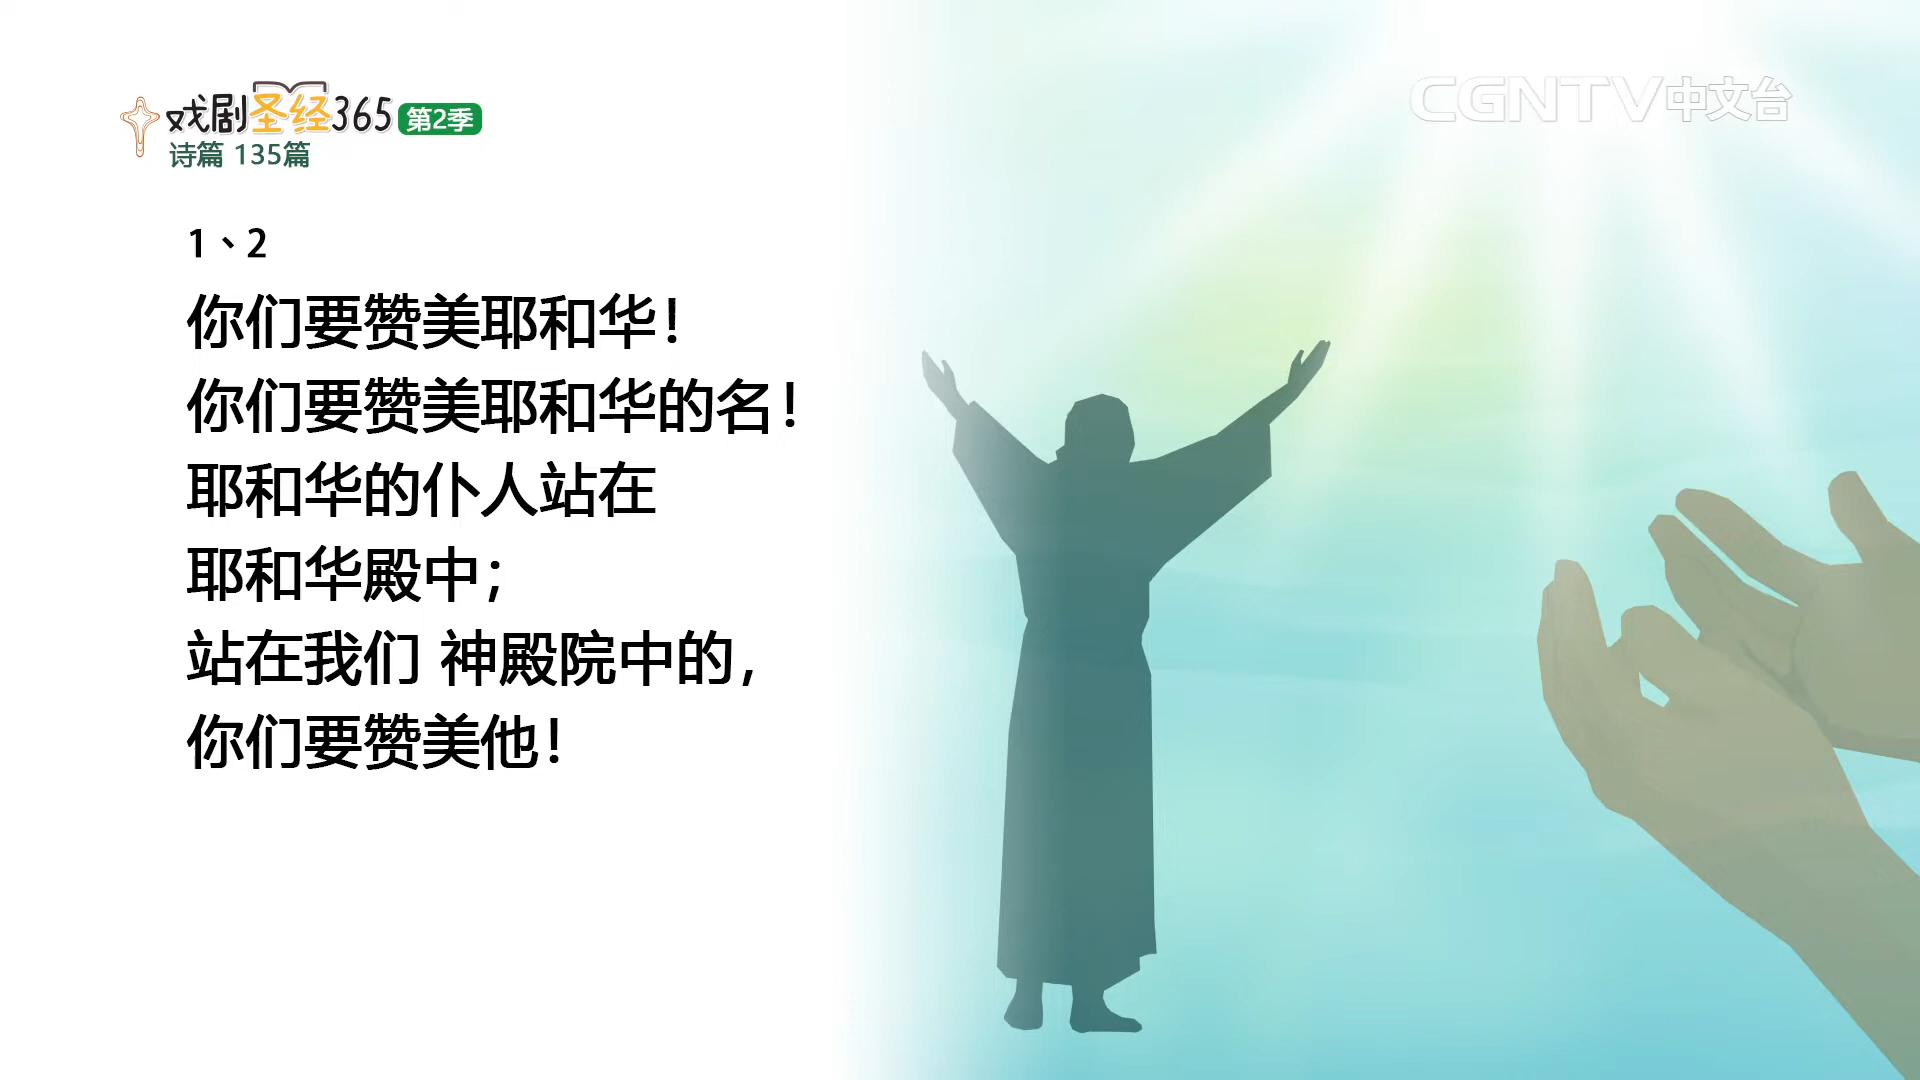 戏剧圣经365 第2季
诗篇 135篇
CGNTV中文台
1、2
你们要赞美耶和华！
你们要赞美耶和华的名！
耶和华的仆人站在
耶和华殿中；
站在我们 神殿院中的，
你们要赞美他！